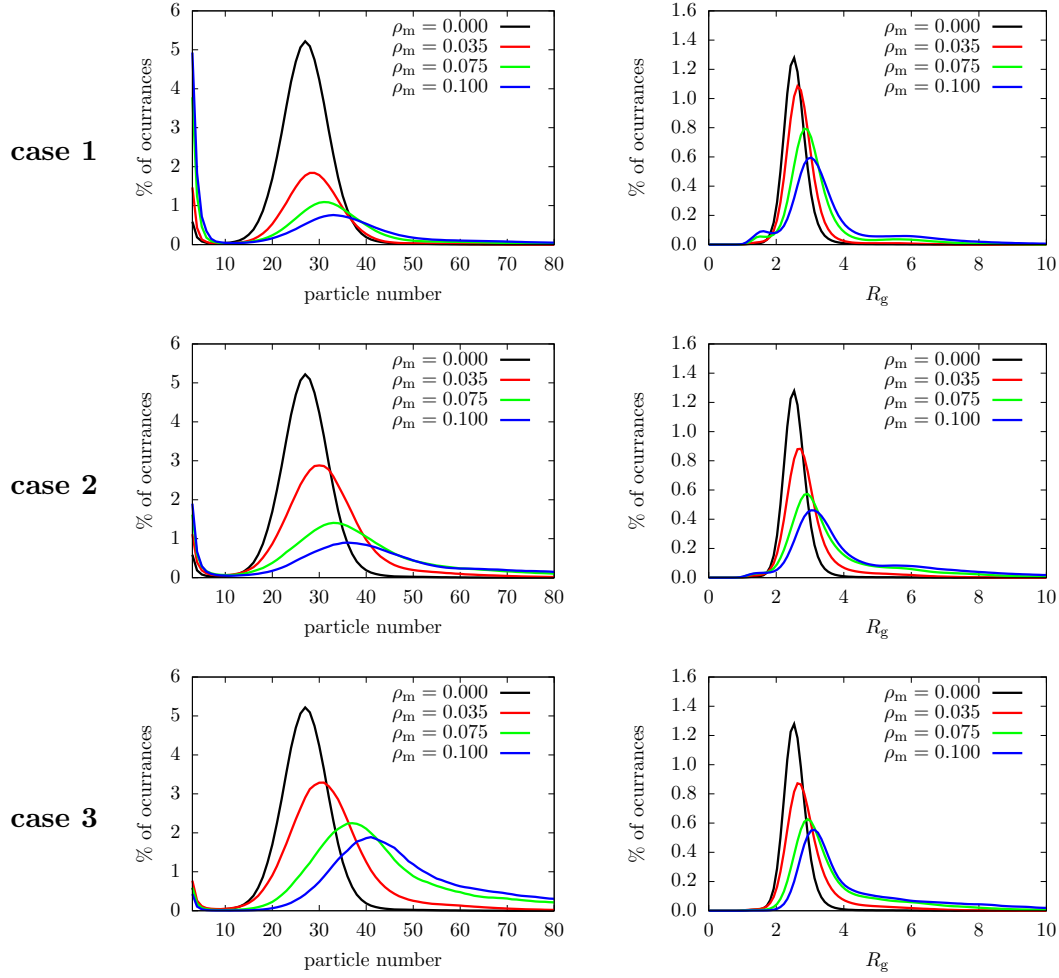 case 1
% of ocurrances
6
5
4
3
2
1
0
10 20 30 40 50 60 70 80
particle number
ρm = 0.000
ρm = 0.035
ρm = 0.075
ρm = 0.100
% of ocurrances
1.6
1.4
1.2
1.0
0.8
0.6
0.4
0.2
0.0
0 2 4 6 8 10
Rg
ρm = 0.000
ρm = 0.035
ρm = 0.075
ρm = 0.100
case 2
% of ocurrances
6
5
4
3
2
1
0
10 20 30 40 50 60 70 80
particle number
ρm = 0.000
ρm = 0.035
ρm = 0.075
ρm = 0.100
% of ocurrances
1.6
1.4
1.2
1.0
0.8
0.6
0.4
0.2
0.0
0 2 4 6 8 10
Rg
ρm = 0.000
ρm = 0.035
ρm = 0.075
ρm = 0.100
case 3
% of ocurrances
6
5
4
3
2
1
0
10 20 30 40 50 60 70 80
particle number
ρm = 0.000
ρm = 0.035
ρm = 0.075
ρm = 0.100
% of ocurrances
1.6
1.4
1.2
1.0
0.8
0.6
0.4
0.2
0.0
0 2 4 6 8 10
Rg
ρm = 0.000
ρm = 0.035
ρm = 0.075
ρm = 0.100